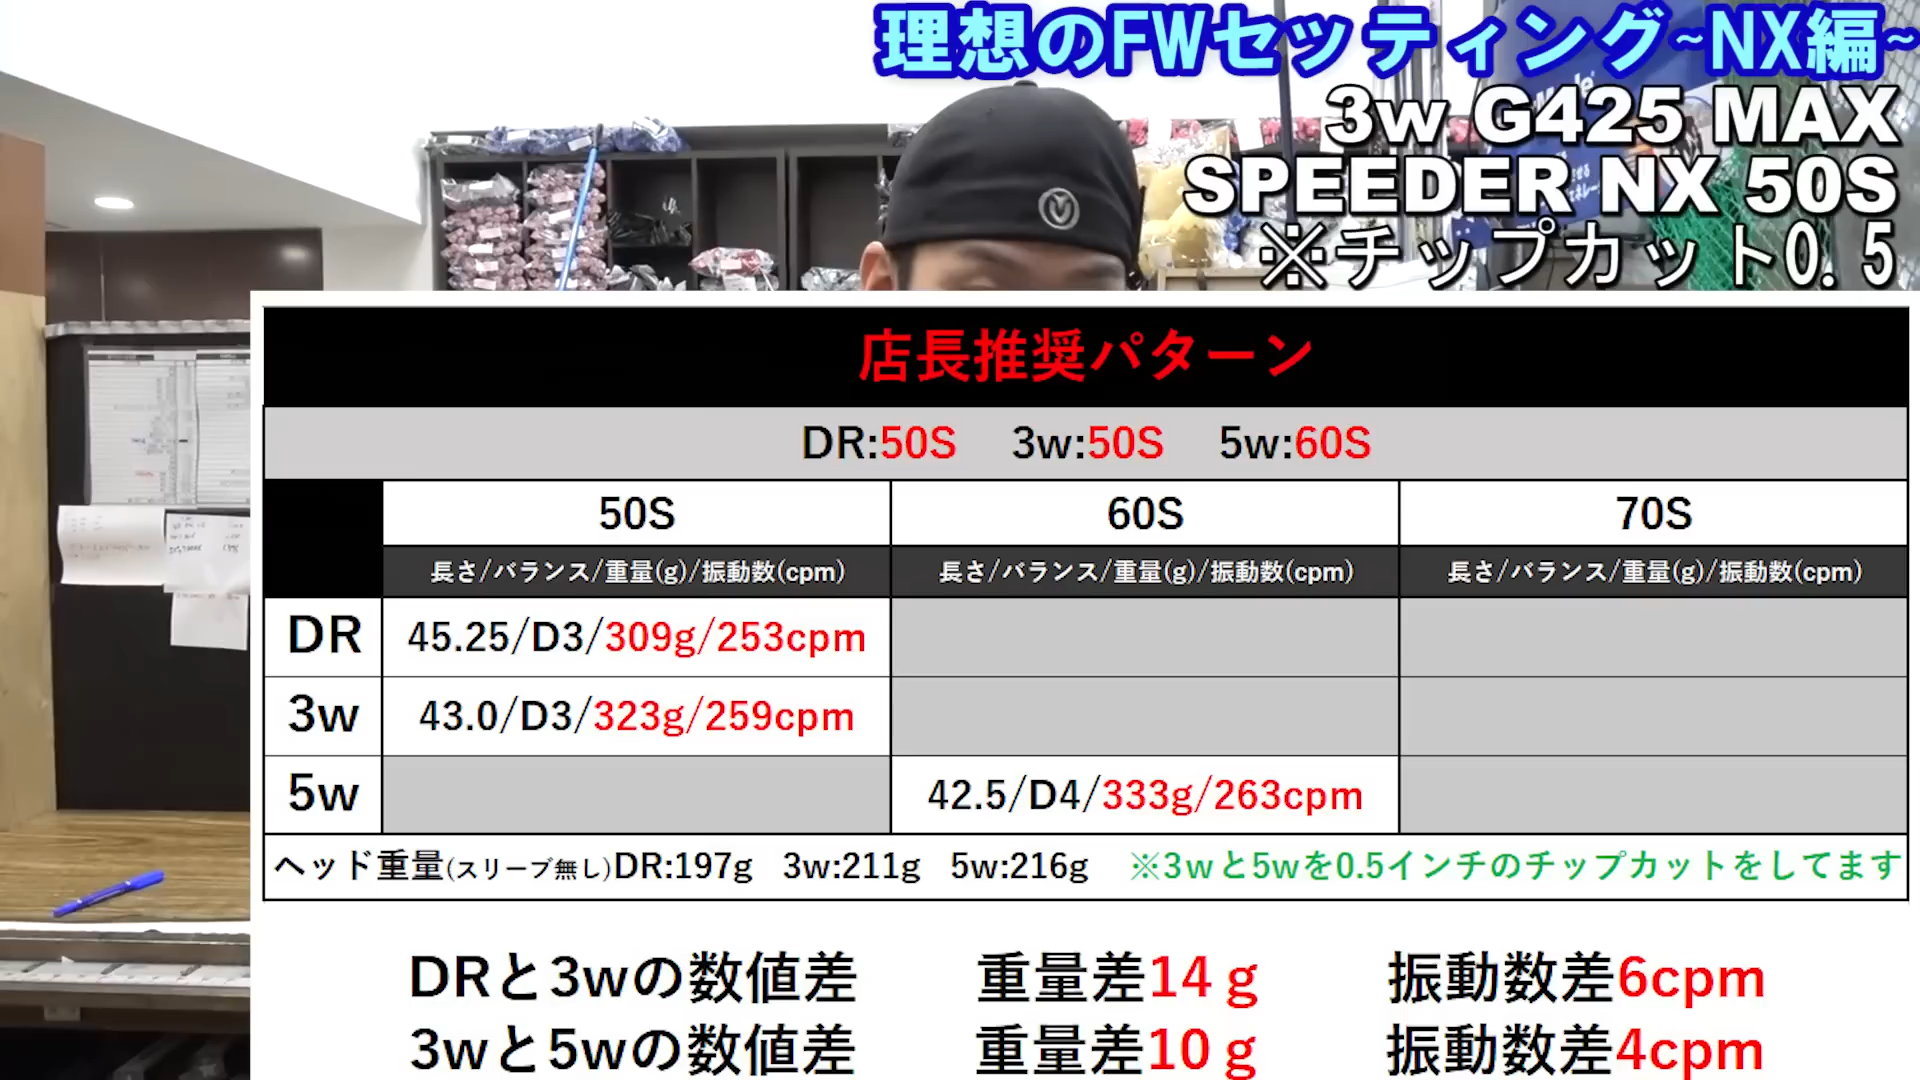 理想のFWセッティング~NX編~
3w G425 MAX
SPEEDER NX 50S
※チップカット0.5
店長推奨パターン
DR:50S 3w:50S 5w:60S
50S 60S 70S
長さ/バランス/重量(g)/振動数(cpm) 長さ/バランス/重量(g)/振動数(cpm) 長さ/バランス/重量(g)/振動数(cpm)
DR 45.25/D3/309g/253cpm
3w 43.0/D3/323g/259cpm
5w 42.5/D4/333g/263cpm
ヘッド重量(スリーブ無し)DR:197g 3w:211g 5w:216g ※3wと5wを0.5インチのチップカットをしてます
DRと3wの数値差 重量差14g 振動数差6cpm
3wと5wの数値差 重量差10g 振動数差4cpm